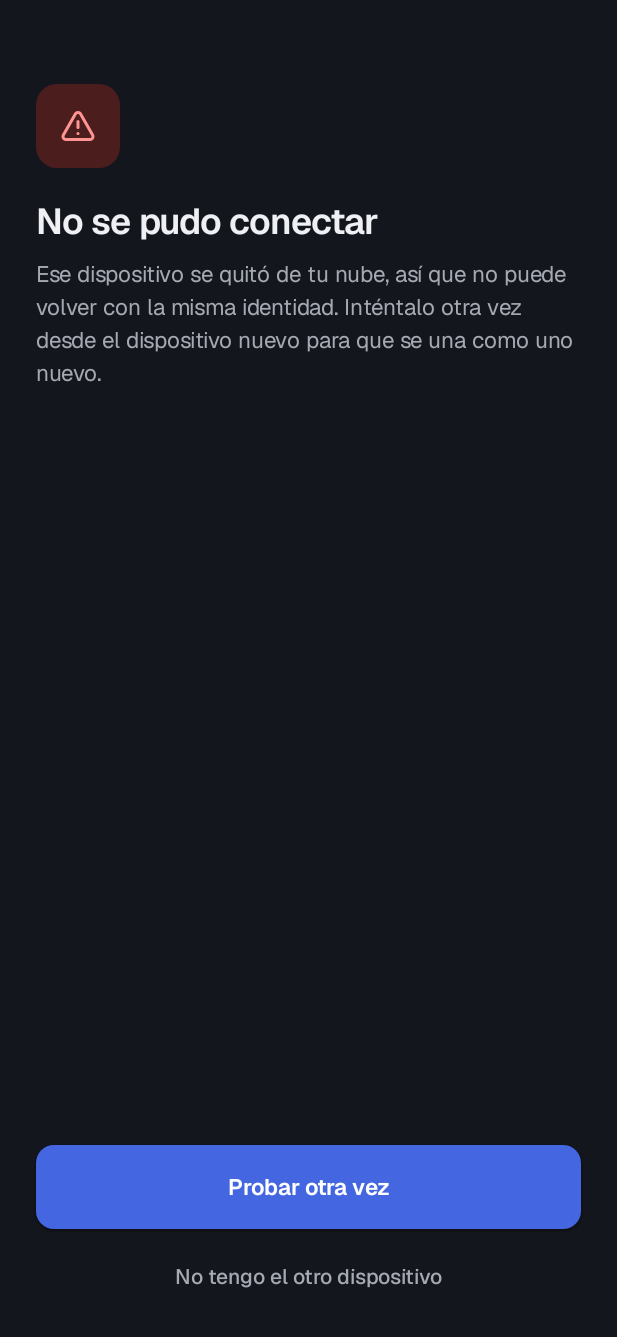 No se pudo conectar
Ese dispositivo se quitó de tu nube, así que no puede
volver con la misma identidad. Inténtalo otra vez
desde el dispositivo nuevo para que se una como uno
nuevo.
Probar otra vez
No tengo el otro dispositivo